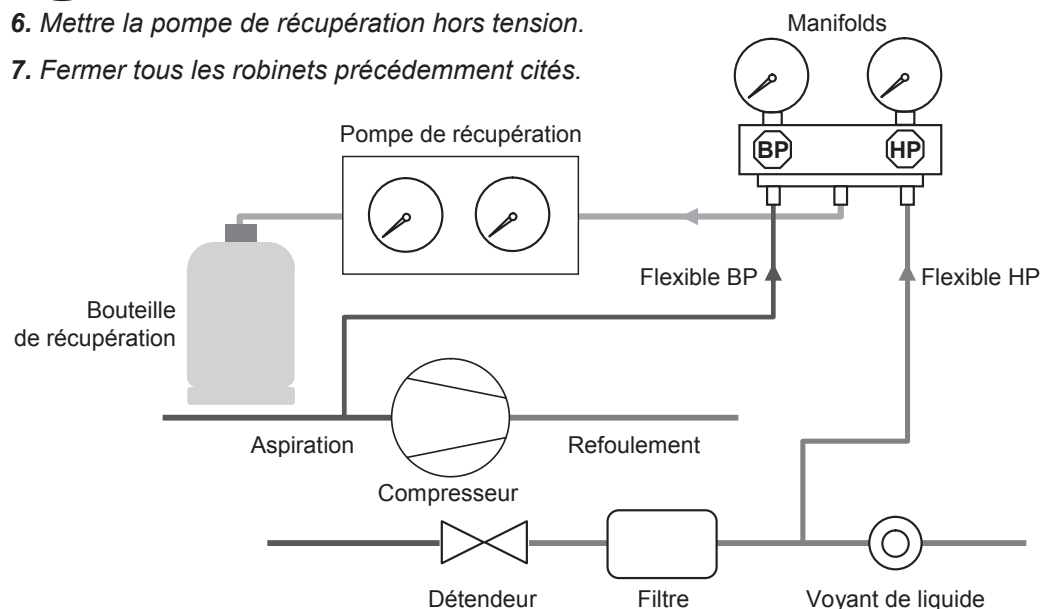 6. Mettre la pompe de récupération hors tension.
7. Fermer tous les robinets précédemment cités.
Manifolds
Pompe de récupération
BP
HP
Flexible BP
Flexible HP
Bouteille
de récupération
Aspiration
Refoulement
Compresseur
Détendeur
Filtre
Voyant de liquide